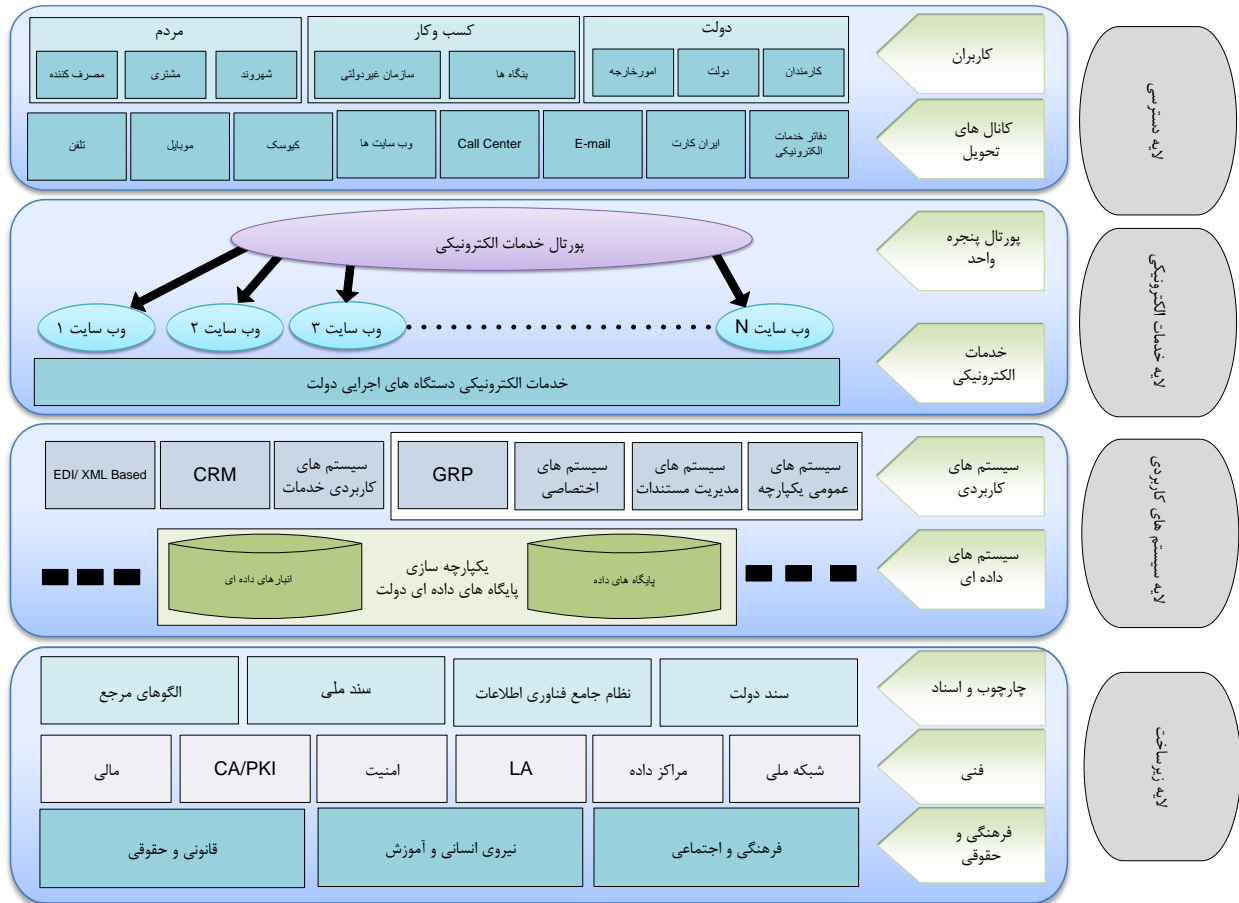 لایه دسترسی
کاربران
دولت
کارمندان
دولت
امورخارجه
کسب وکار
بنگاه ها
سازمان غیردولتی
مردم
شهروند
مشتری
مصرف کننده
کانال های
تحویل
دفاتر خدمات
الکترونیکی
ایران کارت
E-mail
Call Center
وب سایت ها
کیوسک
موبایل
تلفن
لایه خدمات الکترونیکی
پورتال پنجره
واحد
پورتال خدمات الکترونیکی
وب سایت ۱
وب سایت ۲
وب سایت ۳
وب سایت N
خدمات
الکترونیکی
خدمات الکترونیکی دستگاه های اجرایی دولت
لایه سیستم های کاربردی
سیستم های
کاربردی
سیستم های
عمومی یکپارچه
سیستم های
مدیریت مستندات
سیستم های
اختصاصی
GRP
سیستم های
کاربردی خدمات
CRM
EDI/ XML Based
سیستم های
داده ای
پایگاه های داده
یکپارچه سازی
پایگاه های داده ای دولت
انبارهای داده ای
لایه زیرساخت
چارچوب و اسناد
سند دولت
نظام جامع فناوری اطلاعات
سند ملی
الگوهای مرجع
فنی
شبکه ملی
مراکز داده
LA
امنیت
CA/PKI
مالی
فرهنگی و
حقوقی
فرهنگی و اجتماعی
نیروی انسانی و آموزش
قانونی و حقوقی